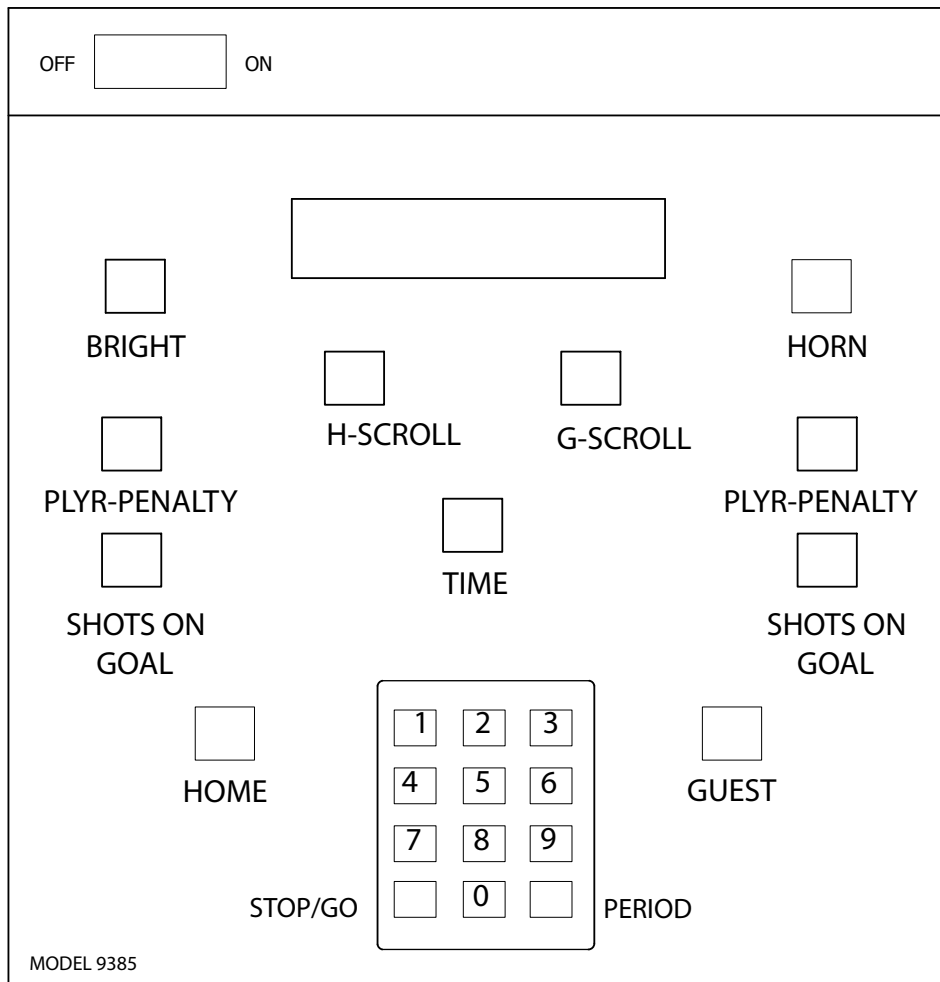 OFF ON
BRIGHT
HORN
H-SCROLL G-SCROLL
PLYR-PENALTY
PLYR-PENALTY
TIME
SHOTS ON
GOAL
SHOTS ON
GOAL
1 2 3
HOME
GUEST
4 5 6
7 8 9
STOP/GO 0 PERIOD
MODEL 9385